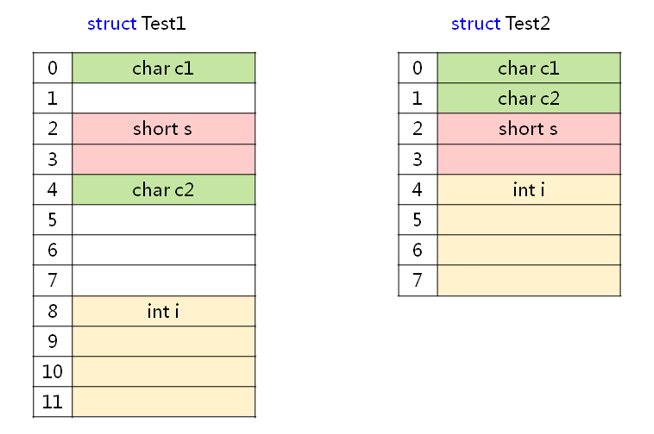 struct Test1
0 char c1
1
2 short s
3
4 char c2
5
6
7
8 int i
9
10
11
struct Test2
0 char c1
1 char c2
2 short s
3
4 int i
5
6
7